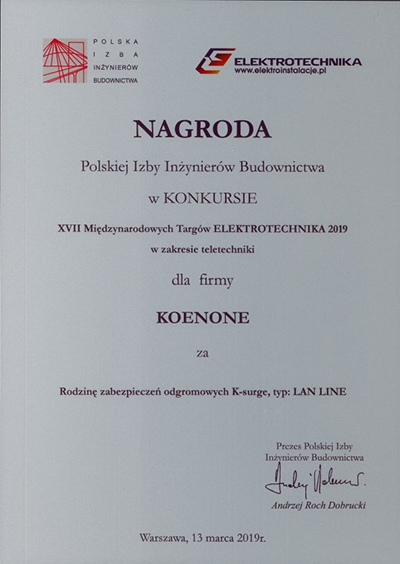 POLSKA
IZBA
INŻYNIERÓW
BUDOWNICTWA
ELEKTROTECHNIKA
www.elektroinstalacje.pl
NAGRODA
Polskiej Izby Inżynierów Budownictwa
w KONKURSIE
XVII Międzynarodowych Targów ELEKTROTECHNIKA 2019
w zakresie teletechniki
dla firmy
KOENONE
za
Rodzinę zabezpieczeń odgromowych K-surge, typ: LAN LINE
Prezes Polskiej Izby
Inżynierów Budownictwa
Andrzej Roch Dobrucki
Warszawa, 13 marca 2019r.